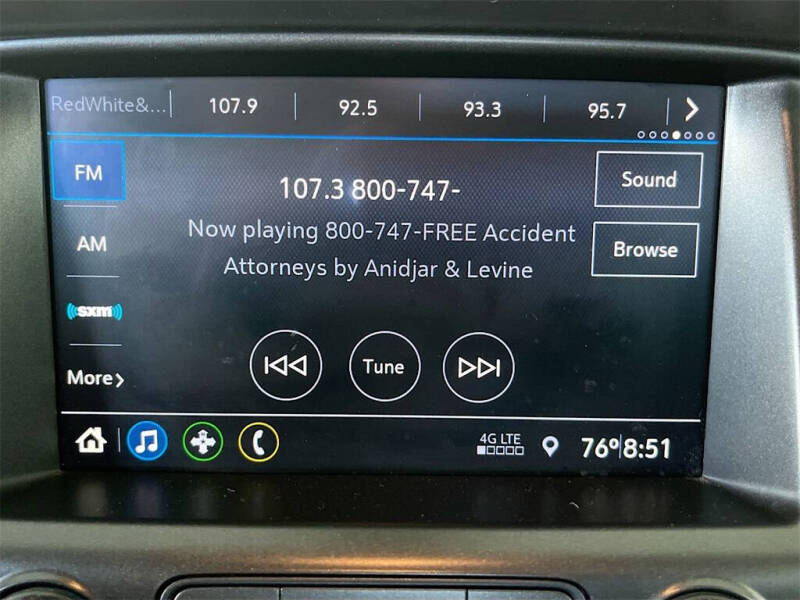 RedWhite&... 107.9 92.5 93.3 95.7
FM
107.3 800-747-
Sound
Now playing 800-747-FREE Accident
AM
Browse
Attorneys by Anidjar & Levine
sxm
Tune
More
4G LTE
76° 8:51